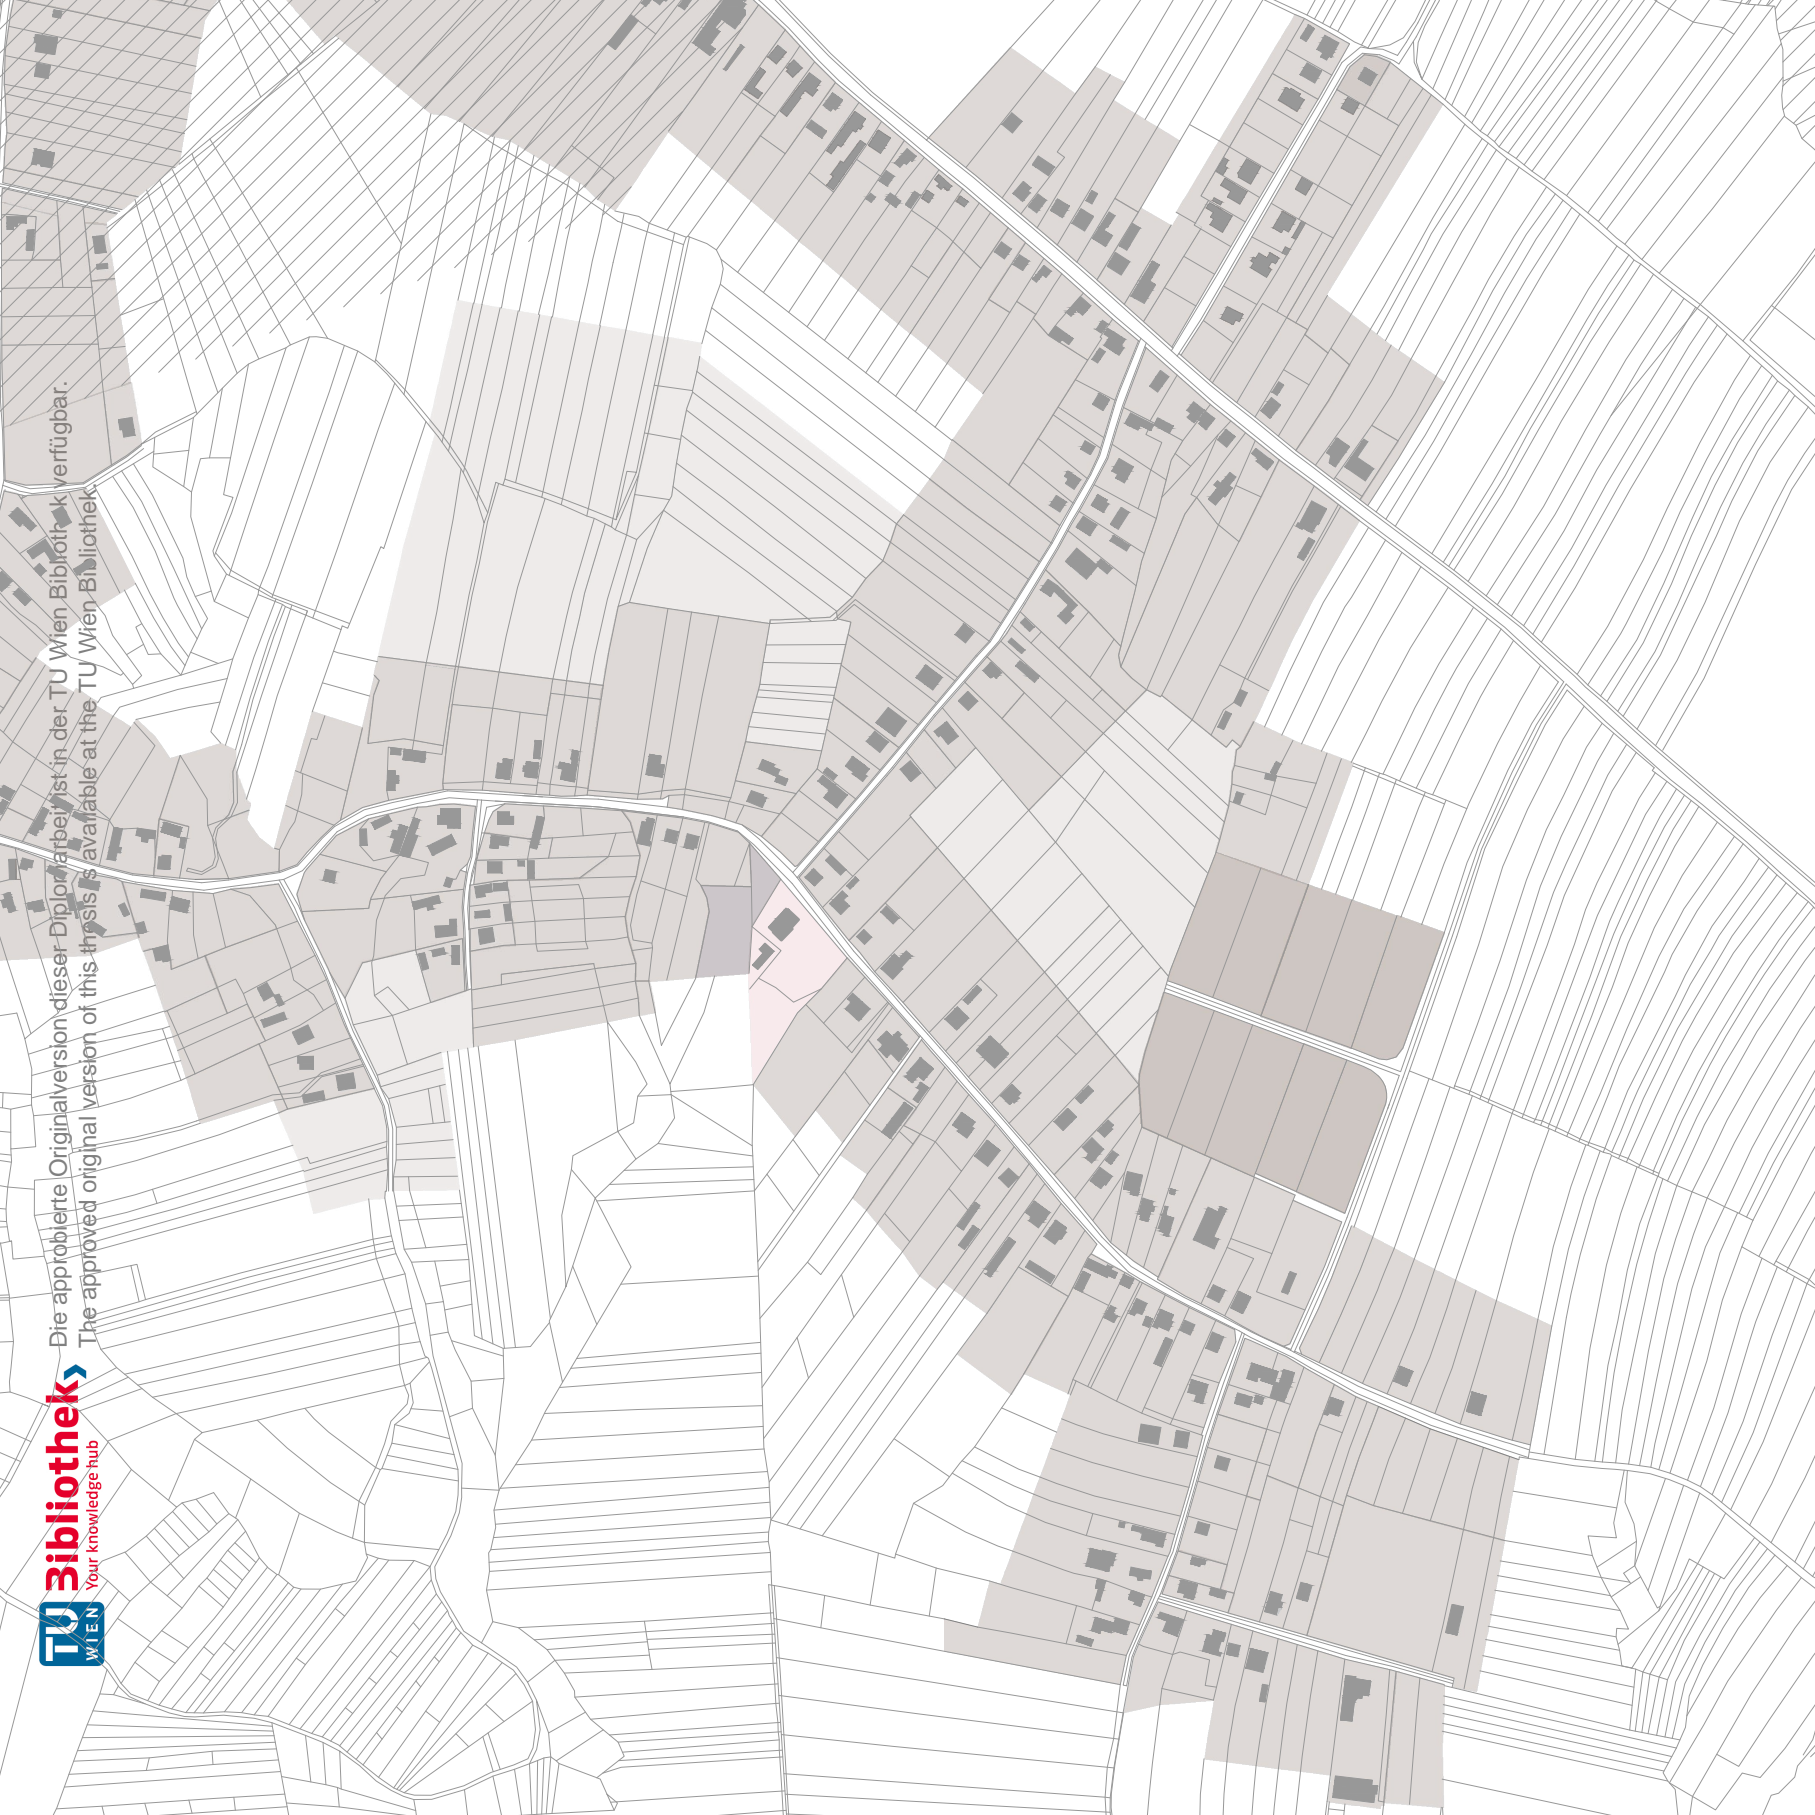 Die approbierte Originalversion dieser Diplomarbeit ist in der TU Wien Bibliothek verfügbar.
The approved original version of this thesis is available at the TU Wien Bibliothek.
TU WIEN
Bibliothek
Your knowledge hub